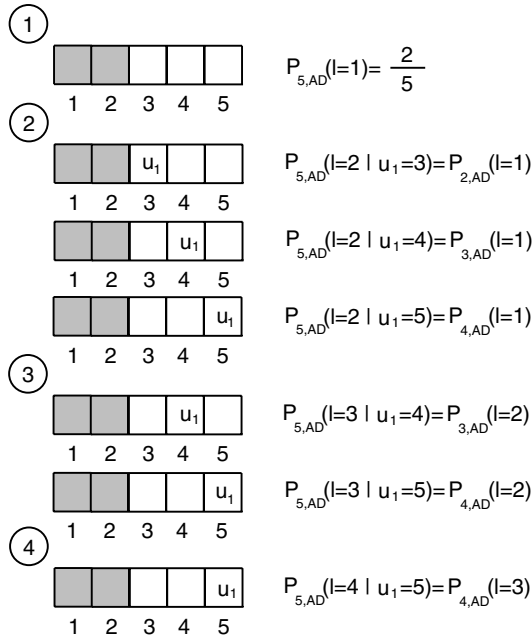 1
P5,AD(l=1)= 2/5
1 2 3 4 5
2
u1 P5,AD(l=2 | u1=3)=P2,AD(l=1)
1 2 3 4 5
u1 P5,AD(l=2 | u1=4)=P3,AD(l=1)
1 2 3 4 5
u1 P5,AD(l=2 | u1=5)=P4,AD(l=1)
1 2 3 4 5
3
u1 P5,AD(l=3 | u1=4)=P3,AD(l=2)
1 2 3 4 5
u1 P5,AD(l=3 | u1=5)=P4,AD(l=2)
1 2 3 4 5
4
u1 P5,AD(l=4 | u1=5)=P4,AD(l=3)
1 2 3 4 5